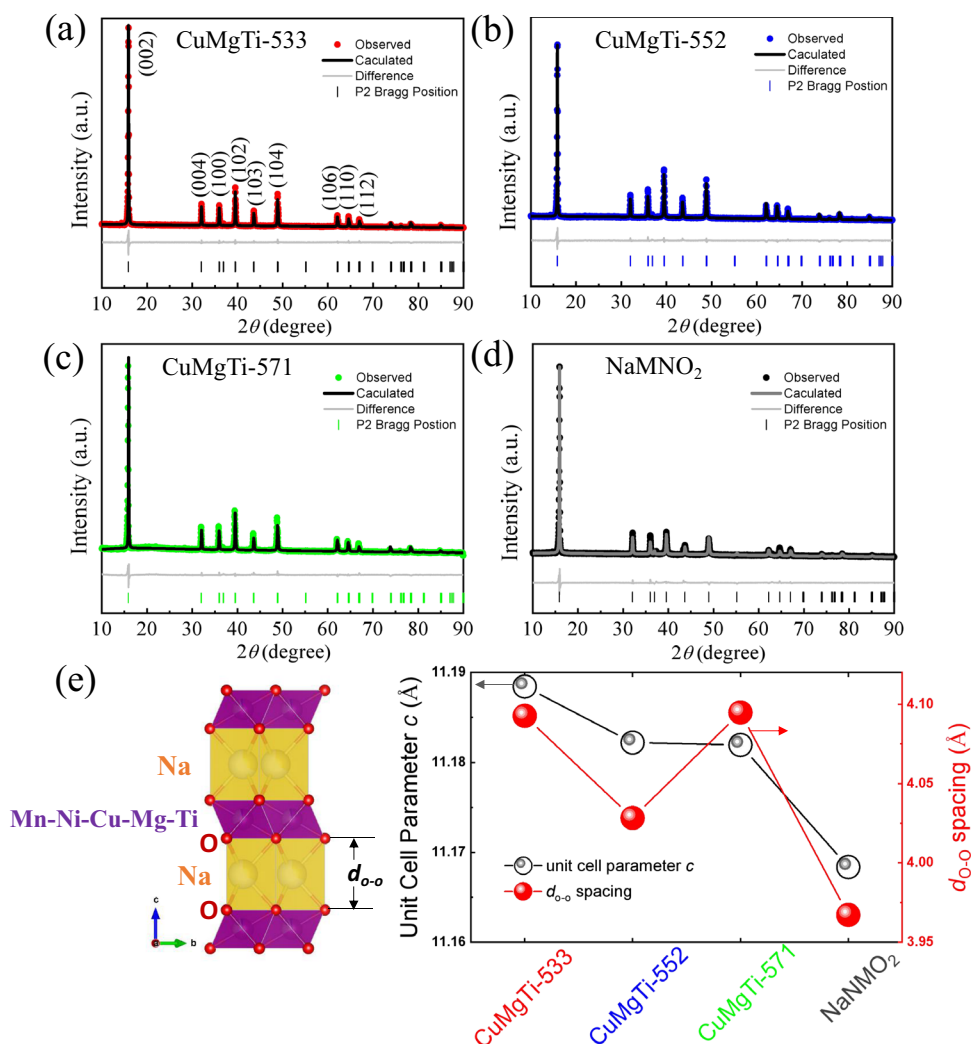 (a)
CuMgTi-533
Observed
Caculated
Difference
P2 Bragg Position
(002)
(004)
(100)
(102)
(103)
(104)
(106)
(110)
(112)
Intensity (a.u.)
10 20 30 40 50 60 70 80 90
2θ (degree)
(b)
CuMgTi-552
Observed
Caculated
Difference
P2 Bragg Postion
Intensity (a.u.)
10 20 30 40 50 60 70 80 90
2θ (degree)
(c)
CuMgTi-571
Observed
Caculated
Difference
P2 Bragg Postion
Intensity (a.u.)
10 20 30 40 50 60 70 80 90
2θ (degree)
(d)
NaMNO2
Observed
Caculated
Difference
P2 Bragg Postion
Intensity (a.u.)
10 20 30 40 50 60 70 80 90
2θ (degree)
(e)
Na
Mn-Ni-Cu-Mg-Ti
O
Na
O
do-o
c
b
Unit Cell Parameter c (Å)
11.19
11.18
11.17
11.16
unit cell parameter c
do-o spacing
4.10
4.05
4.00
3.95
dO-O spacing (Å)
CuMgTi-533
CuMgTi-552
CuMgTi-571
NaNMO2